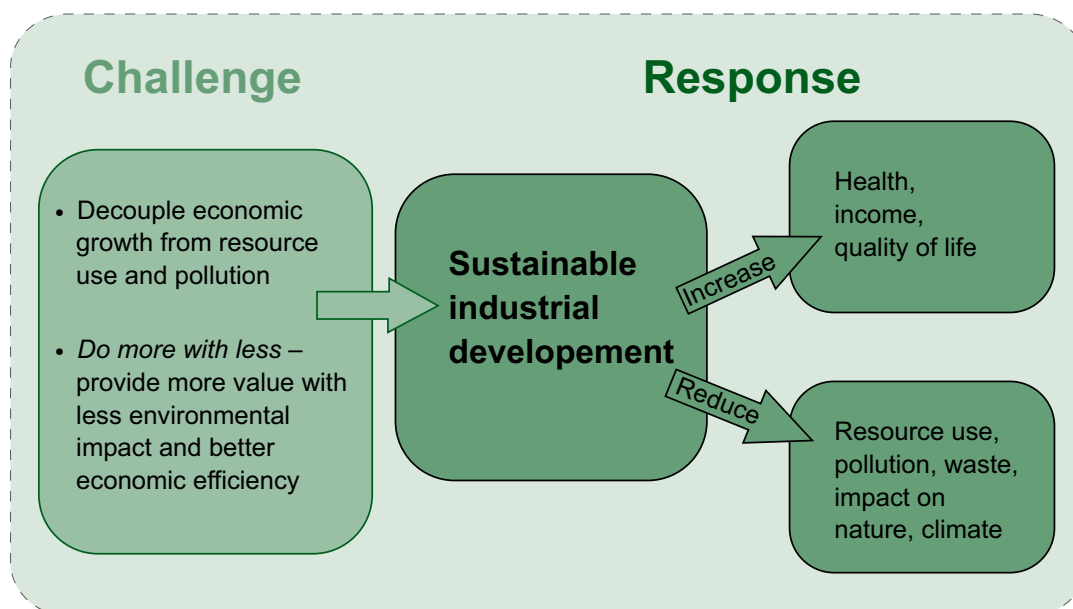 Challenge
Response
• Decouple economic
growth from resource
use and pollution
• Do more with less –
provide more value with
less environmental
impact and better
economic efficiency
Sustainable
industrial
developement
Increase
Reduce
Health,
income,
quality of life
Resource use,
pollution, waste,
impact on
nature, climate